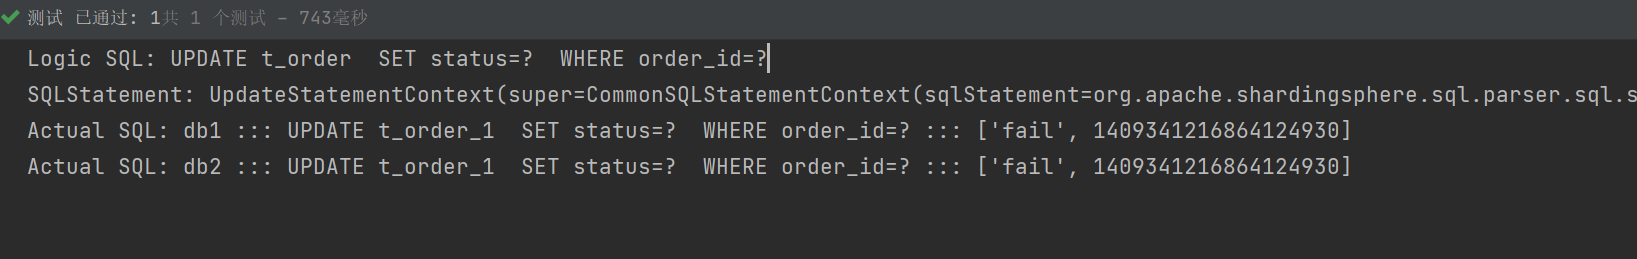 测试 已通过: 1共 1 个测试 – 743毫秒
Logic SQL: UPDATE t_order  SET status=?  WHERE order_id=?
SQLStatement: UpdateStatementContext(super=CommonSQLStatementContext(sqlStatement=org.apache.shardingsphere.sql.parser.sql.s
Actual SQL: db1 ::: UPDATE t_order_1  SET status=?  WHERE order_id=? ::: ['fail', 1409341216864124930]
Actual SQL: db2 ::: UPDATE t_order_1  SET status=?  WHERE order_id=? ::: ['fail', 1409341216864124930]